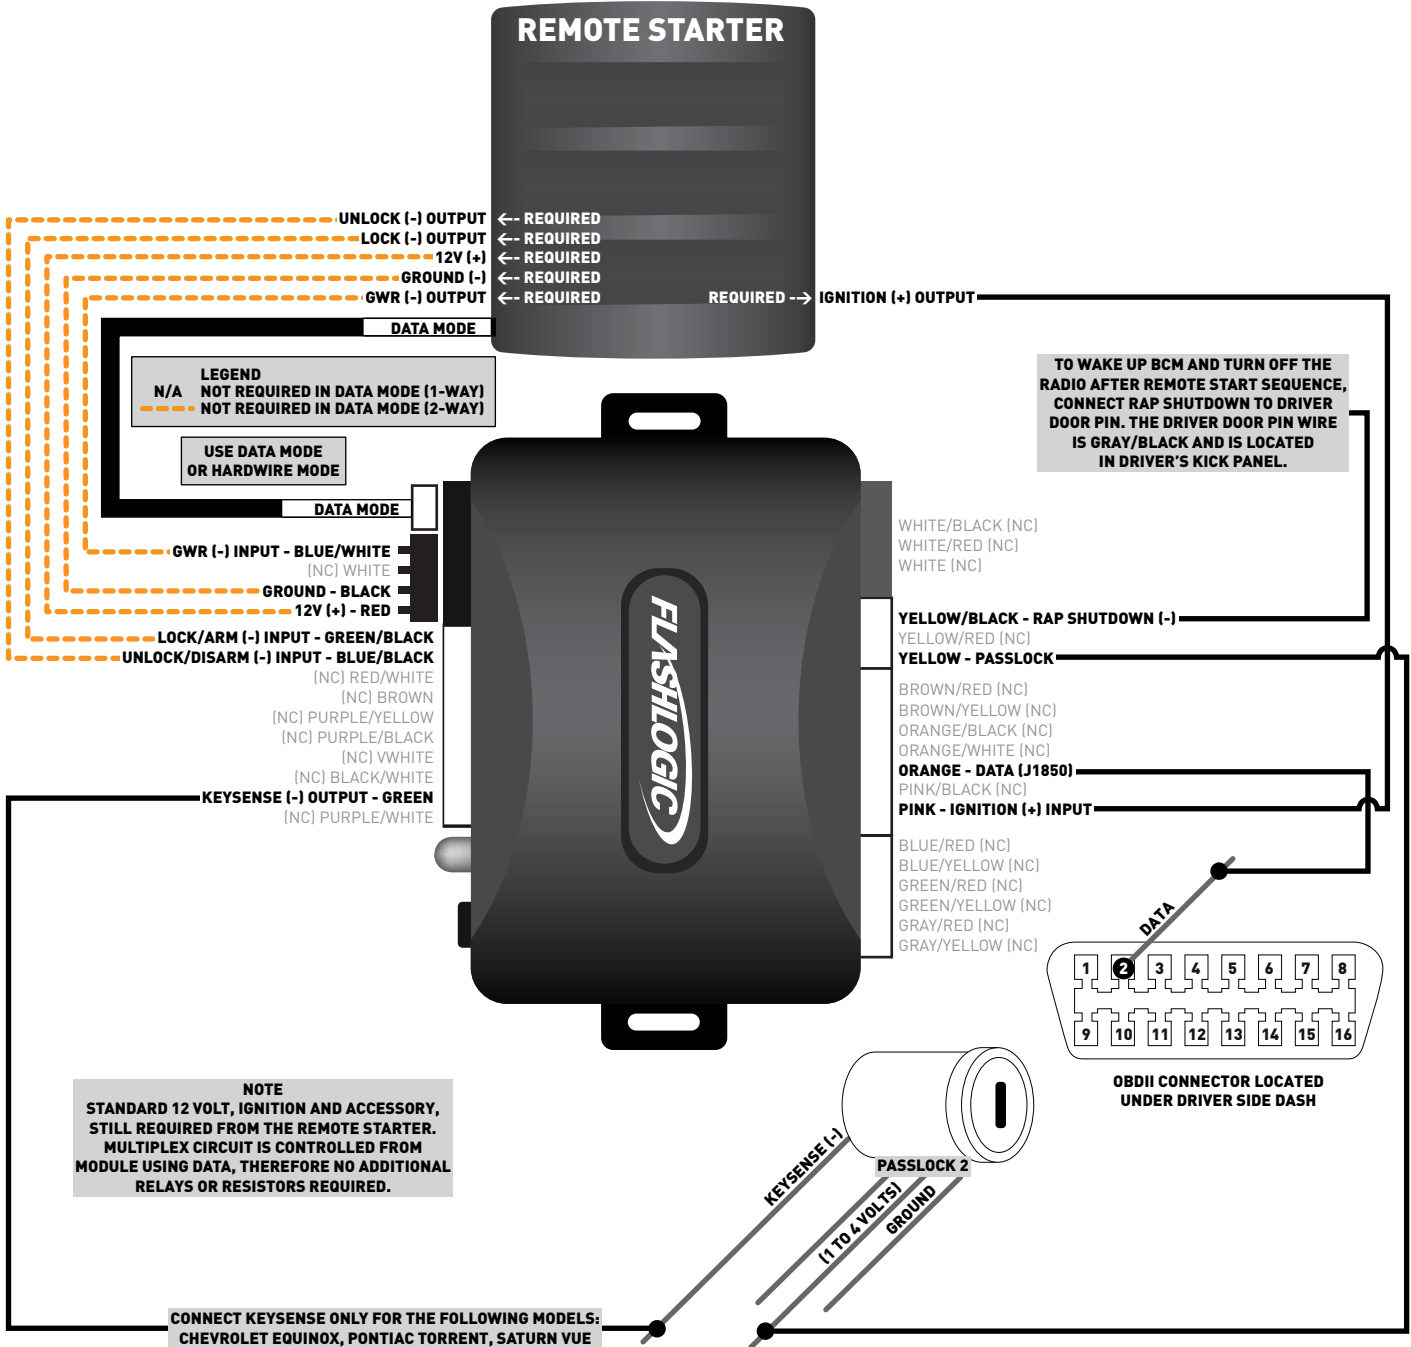 REMOTE STARTER
UNLOCK (-) OUTPUT <-- REQUIRED
LOCK (-) OUTPUT <-- REQUIRED
12V (+) <-- REQUIRED
GROUND (-) <-- REQUIRED
GWR (-) OUTPUT <-- REQUIRED
REQUIRED --> IGNITION (+) OUTPUT
DATA MODE
LEGEND
N/A NOT REQUIRED IN DATA MODE (1-WAY)
NOT REQUIRED IN DATA MODE (2-WAY)
USE DATA MODE
OR HARDWIRE MODE
DATA MODE
TO WAKE UP BCM AND TURN OFF THE
RADIO AFTER REMOTE START SEQUENCE,
CONNECT RAP SHUTDOWN TO DRIVER
DOOR PIN. THE DRIVER DOOR PIN WIRE
IS GRAY/BLACK AND IS LOCATED
IN DRIVER'S KICK PANEL.
GWR (-) INPUT - BLUE/WHITE
(NC) WHITE
GROUND - BLACK
12V (+) - RED
LOCK/ARM (-) INPUT - GREEN/BLACK
UNLOCK/DISARM (-) INPUT - BLUE/BLACK
(NC) RED/WHITE
(NC) BROWN
(NC) PURPLE/YELLOW
(NC) PURPLE/BLACK
(NC) VWHITE
(NC) BLACK/WHITE
KEYSENSE (-) OUTPUT - GREEN
(NC) PURPLE/WHITE
FLASHLOGIC
WHITE/BLACK (NC)
WHITE/RED (NC)
WHITE (NC)
YELLOW/BLACK - RAP SHUTDOWN (-)
YELLOW/RED (NC)
YELLOW - PASSLOCK
BROWN/RED (NC)
BROWN/YELLOW (NC)
ORANGE/BLACK (NC)
ORANGE/WHITE (NC)
ORANGE - DATA (J1850)
PINK/BLACK (NC)
PINK - IGNITION (+) INPUT
BLUE/RED (NC)
BLUE/YELLOW (NC)
GREEN/RED (NC)
GREEN/YELLOW (NC)
GRAY/RED (NC)
GRAY/YELLOW (NC)
DATA
1 2 3 4 5 6 7 8
9 10 11 12 13 14 15 16
OBDII CONNECTOR LOCATED
UNDER DRIVER SIDE DASH
NOTE
STANDARD 12 VOLT, IGNITION AND ACCESSORY,
STILL REQUIRED FROM THE REMOTE STARTER.
MULTIPLEX CIRCUIT IS CONTROLLED FROM
MODULE USING DATA, THEREFORE NO ADDITIONAL
RELAYS OR RESISTORS REQUIRED.
PASSLOCK 2
KEYSENSE (-)
(1 TO 4 VOLTS)
GROUND
CONNECT KEYSENSE ONLY FOR THE FOLLOWING MODELS:
CHEVROLET EQUINOX, PONTIAC TORRENT, SATURN VUE